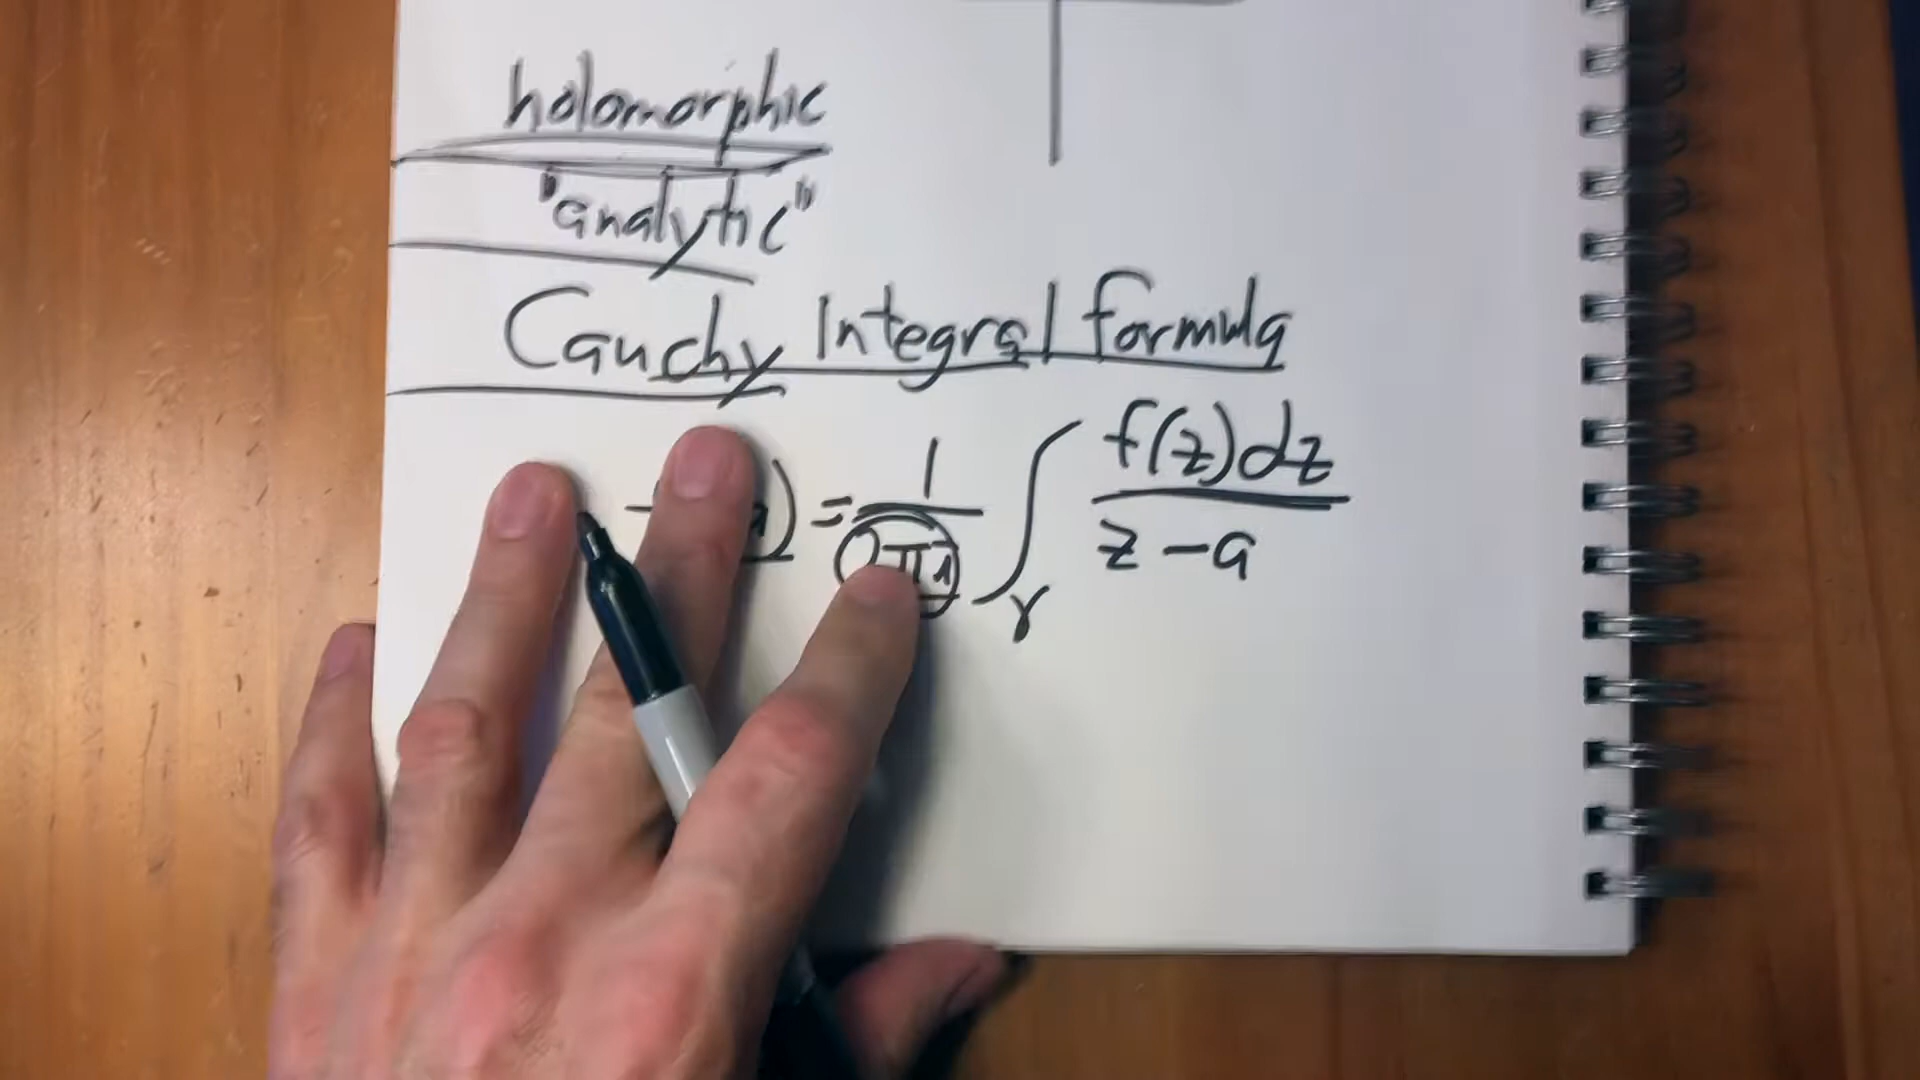 holomorphic
"analytic"
Cauchy Integral formula
a) = 1/2πi ∫γ f(z)dz/z-a